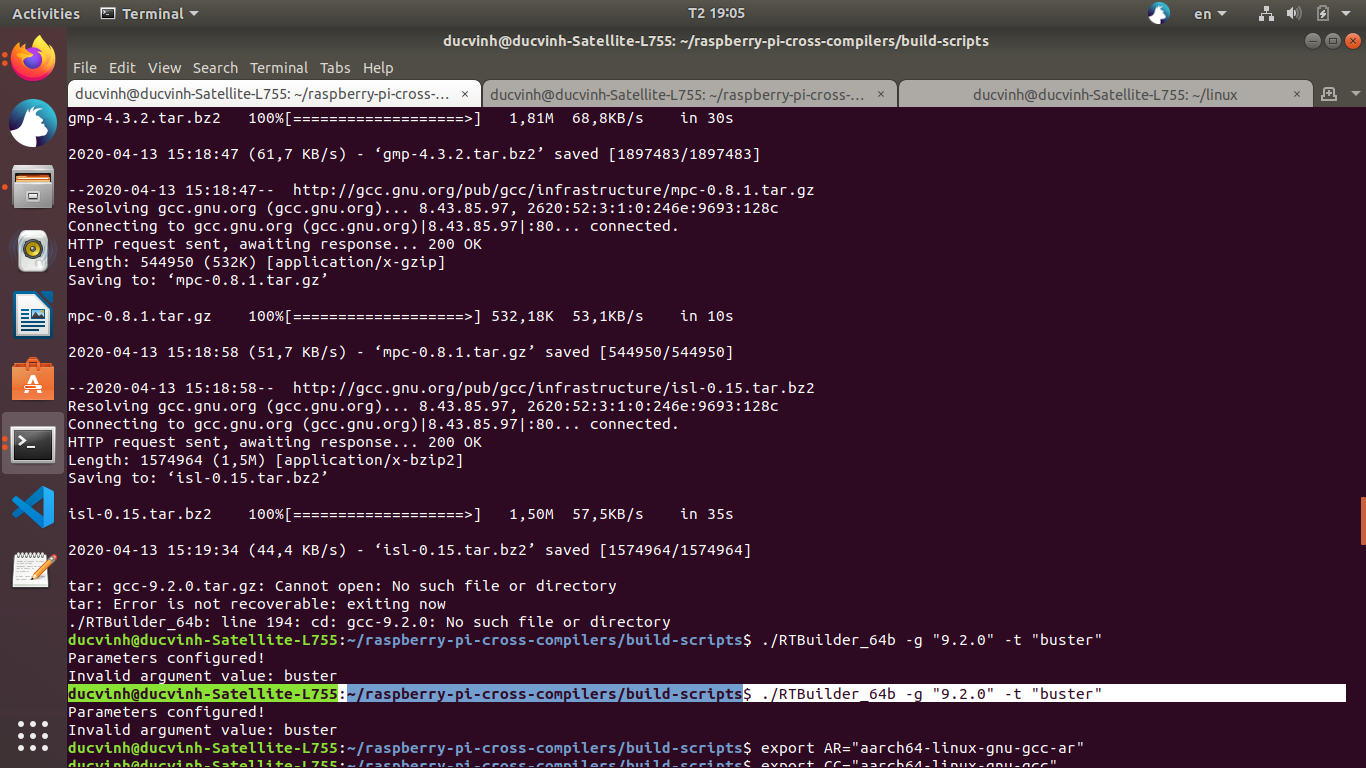 Activities Terminal T2 19:05 en
ducvinh@ducvinh-Satellite-L755: ~/raspberry-pi-cross-compilers/build-scripts
File Edit View Search Terminal Tabs Help
ducvinh@ducvinh-Satellite-L755: ~/raspberry-pi-cross-... × ducvinh@ducvinh-Satellite-L755: ~/raspberry-pi-cross-... × ducvinh@ducvinh-Satellite-L755: ~/linux ×
gmp-4.3.2.tar.bz2   100%[===================>]   1,81M  68,8KB/s    in 30s
2020-04-13 15:18:47 (61,7 KB/s) - ‘gmp-4.3.2.tar.bz2’ saved [1897483/1897483]
--2020-04-13 15:18:47--  http://gcc.gnu.org/pub/gcc/infrastructure/mpc-0.8.1.tar.gz
Resolving gcc.gnu.org (gcc.gnu.org)... 8.43.85.97, 2620:52:3:1:0:246e:9693:128c
Connecting to gcc.gnu.org (gcc.gnu.org)|8.43.85.97|:80... connected.
HTTP request sent, awaiting response... 200 OK
Length: 544950 (532K) [application/x-gzip]
Saving to: ‘mpc-0.8.1.tar.gz’
mpc-0.8.1.tar.gz    100%[===================>] 532,18K  53,1KB/s    in 10s
2020-04-13 15:18:58 (51,7 KB/s) - ‘mpc-0.8.1.tar.gz’ saved [544950/544950]
--2020-04-13 15:18:58--  http://gcc.gnu.org/pub/gcc/infrastructure/isl-0.15.tar.bz2
Resolving gcc.gnu.org (gcc.gnu.org)... 8.43.85.97, 2620:52:3:1:0:246e:9693:128c
Connecting to gcc.gnu.org (gcc.gnu.org)|8.43.85.97|:80... connected.
HTTP request sent, awaiting response... 200 OK
Length: 1574964 (1,5M) [application/x-bzip2]
Saving to: ‘isl-0.15.tar.bz2’
isl-0.15.tar.bz2    100%[===================>]   1,50M  57,5KB/s    in 35s
2020-04-13 15:19:34 (44,4 KB/s) - ‘isl-0.15.tar.bz2’ saved [1574964/1574964]
tar: gcc-9.2.0.tar.gz: Cannot open: No such file or directory
tar: Error is not recoverable: exiting now
./RTBuilder_64b: line 194: cd: gcc-9.2.0: No such file or directory
ducvinh@ducvinh-Satellite-L755:~/raspberry-pi-cross-compilers/build-scripts$ ./RTBuilder_64b -g "9.2.0" -t "buster"
Parameters configured!
Invalid argument value: buster
ducvinh@ducvinh-Satellite-L755:~/raspberry-pi-cross-compilers/build-scripts$ ./RTBuilder_64b -g "9.2.0" -t "buster"
Parameters configured!
Invalid argument value: buster
ducvinh@ducvinh-Satellite-L755:~/raspberry-pi-cross-compilers/build-scripts$ export AR="aarch64-linux-gnu-gcc-ar"
ducvinh@ducvinh-Satellite-L755:~/raspberry-pi-cross-compilers/build-scripts$ export CC="aarch64-linux-gnu-gcc"